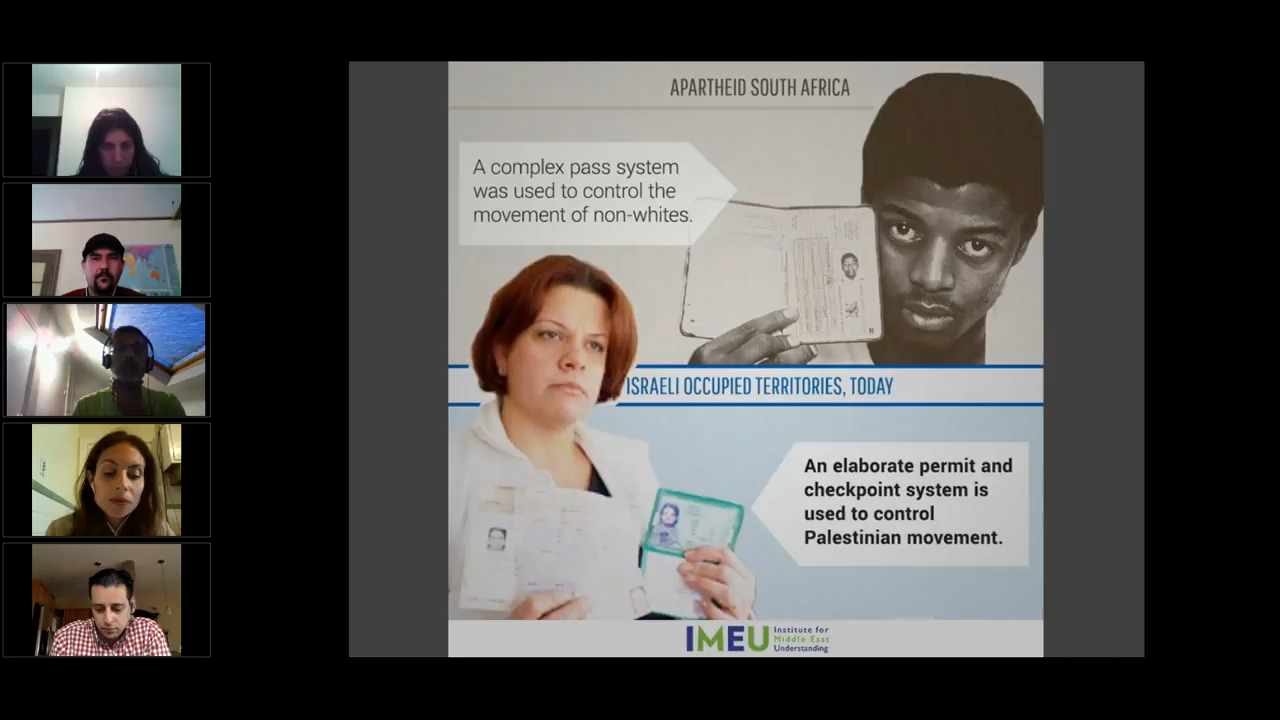 APARTHEID SOUTH AFRICA
A complex pass system
was used to control the
movement of non-whites.
ISRAELI OCCUPIED TERRITORIES, TODAY
An elaborate permit and
checkpoint system is
used to control
Palestinian movement.
IMEU
Institute for
Middle East
Understanding